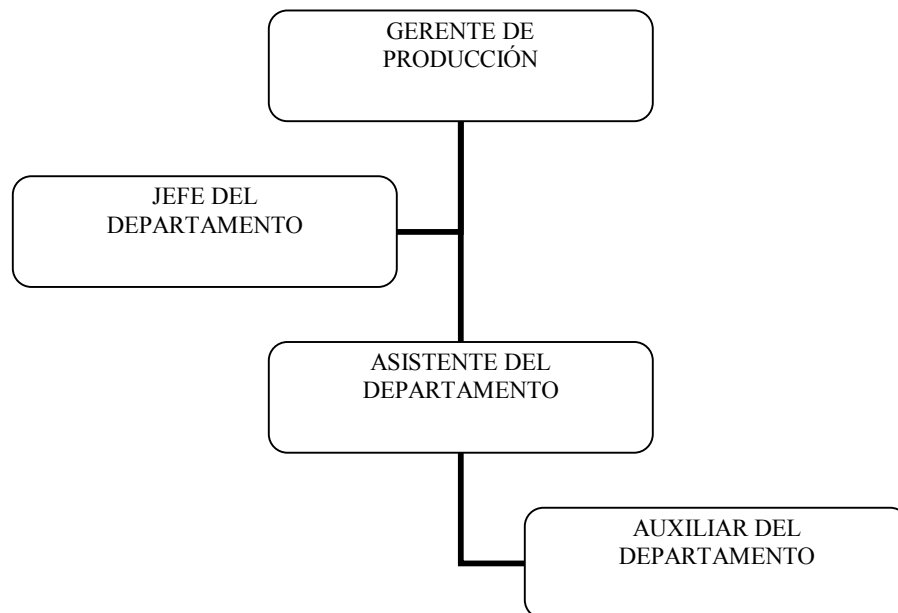 GERENTE DE
PRODUCCIÓN
JEFE DEL
DEPARTAMENTO
ASISTENTE DEL
DEPARTAMENTO
AUXILIAR DEL
DEPARTAMENTO